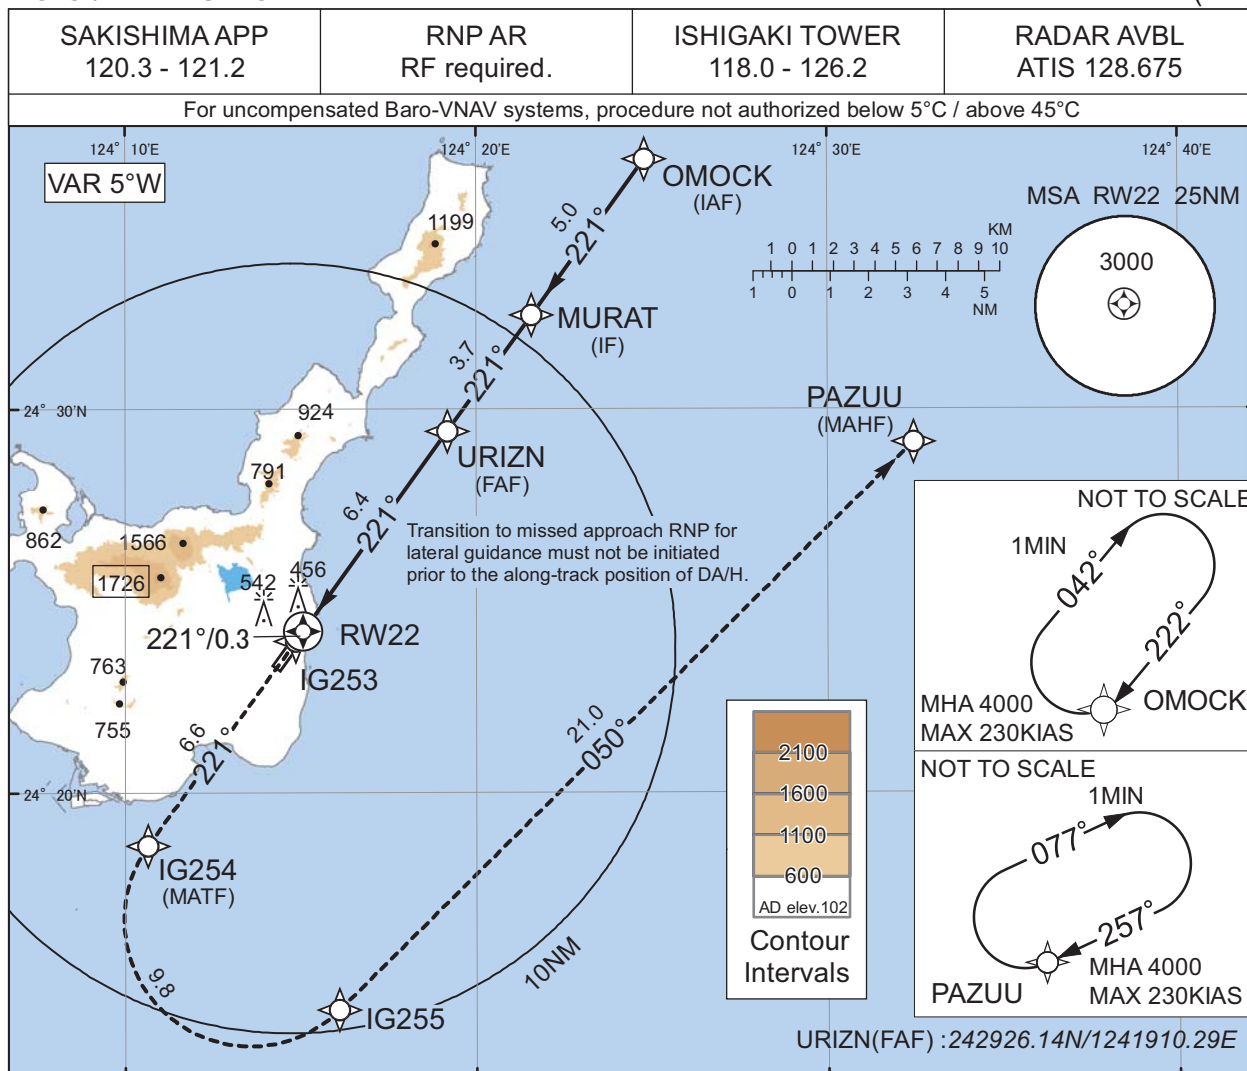 SAKISHIMA APP
120.3 - 121.2
RNP AR
RF required.
ISHIGAKI TOWER
118.0 - 126.2
RADAR AVBL
ATIS 128.675
For uncompensated Baro-VNAV systems, procedure not authorized below 5°C / above 45°C
124° 10'E
124° 20'E
124° 30'E
124° 40'E
VAR 5°W
OMOCK
(IAF)
MSA RW22 25NM
3000
KM
1 0 1 2 3 4 5 6 7 8 9 10
1 0 1 2 3 4 5
NM
1199
5.0
221°
MURAT
(IF)
3.7
221°
PAZUU
(MAHF)
24° 30'N
924
URIZN
(FAF)
791
6.4
221°
862
1566
1726
542
456
Transition to missed approach RNP for
lateral guidance must not be initiated
prior to the along-track position of DA/H.
NOT TO SCALE
1MIN
042°
222°
MHA 4000
MAX 230KIAS
OMOCK
221°/0.3
RW22
IG253
763
755
6.6
221°
21.0
050°
2100
1600
1100
600
AD elev.102
Contour
Intervals
NOT TO SCALE
1MIN
077°
257°
PAZUU
MHA 4000
MAX 230KIAS
24° 20'N
IG254
(MATF)
9.8
IG255
10NM
URIZN(FAF) :242926.14N/1241910.29E